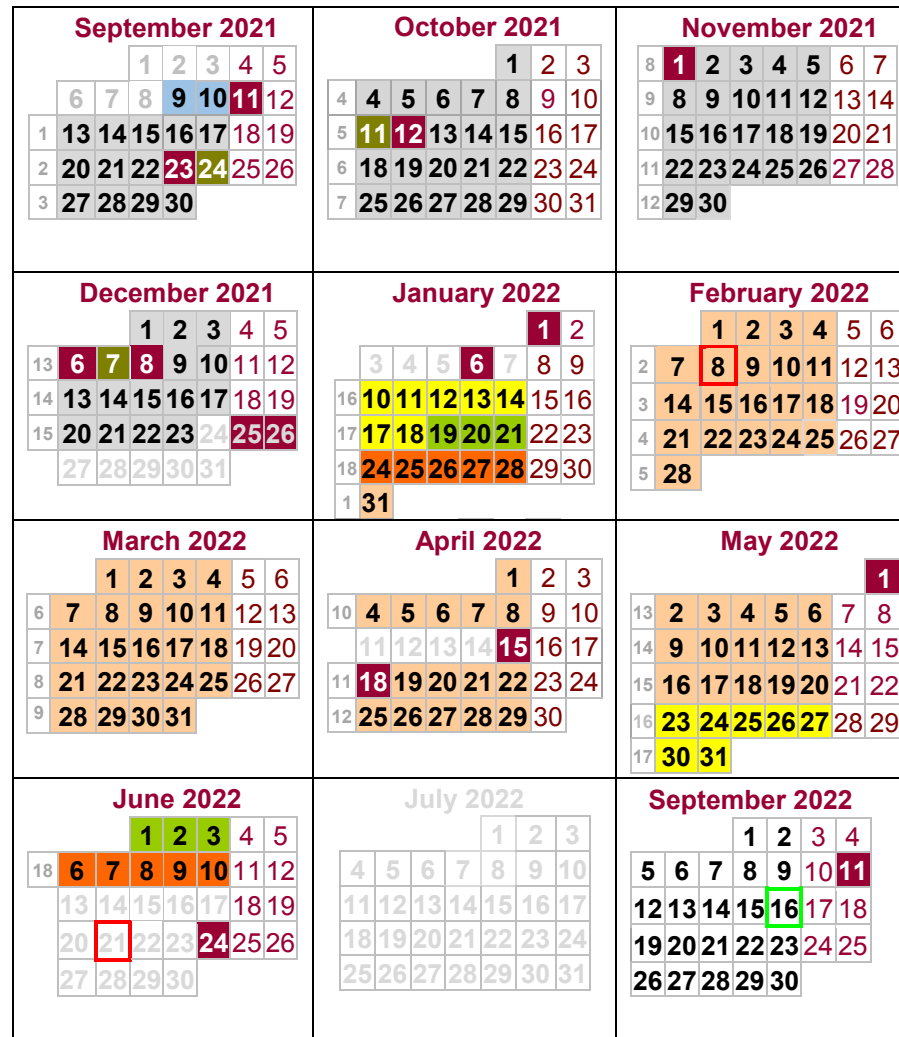 September 2021
1 2 3 4 5
6 7 8 9 10 11 12
1 13 14 15 16 17 18 19
2 20 21 22 23 24 25 26
3 27 28 29 30
October 2021
1 2 3
4 4 5 6 7 8 9 10
5 11 12 13 14 15 16 17
6 18 19 20 21 22 23 24
7 25 26 27 28 29 30 31
November 2021
8 1 2 3 4 5 6 7
9 8 9 10 11 12 13 14
10 15 16 17 18 19 20 21
11 22 23 24 25 26 27 28
12 29 30
December 2021
1 2 3 4 5
13 6 7 8 9 10 11 12
14 13 14 15 16 17 18 19
15 20 21 22 23 24 25 26
27 28 29 30 31
January 2022
1 2
3 4 5 6 7 8 9
16 10 11 12 13 14 15 16
17 17 18 19 20 21 22 23
18 24 25 26 27 28 29 30
1 31
February 2022
1 2 3 4 5 6
2 7 8 9 10 11 12 13
3 14 15 16 17 18 19 20
4 21 22 23 24 25 26 27
5 28
March 2022
1 2 3 4 5 6
6 7 8 9 10 11 12 13
7 14 15 16 17 18 19 20
8 21 22 23 24 25 26 27
9 28 29 30 31
April 2022
1 2 3
10 4 5 6 7 8 9 10
11 12 13 14 15 16 17
11 18 19 20 21 22 23 24
12 25 26 27 28 29 30
May 2022
1
13 2 3 4 5 6 7 8
14 9 10 11 12 13 14 15
15 16 17 18 19 20 21 22
16 23 24 25 26 27 28 29
17 30 31
June 2022
1 2 3 4 5
18 6 7 8 9 10 11 12
13 14 15 16 17 18 19
20 21 22 23 24 25 26
27 28 29 30
July 2022
1 2 3
4 5 6 7 8 9 10
11 12 13 14 15 16 17
18 19 20 21 22 23 24
25 26 27 28 29 30 31
September 2022
1 2 3 4
5 6 7 8 9 10 11
12 13 14 15 16 17 18
19 20 21 22 23 24 25
26 27 28 29 30